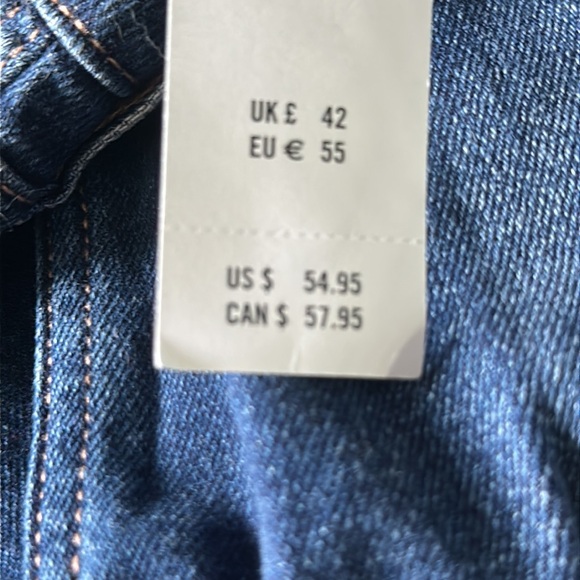 UK £ 42
EU € 55
US $ 54.95
CAN $ 57.95